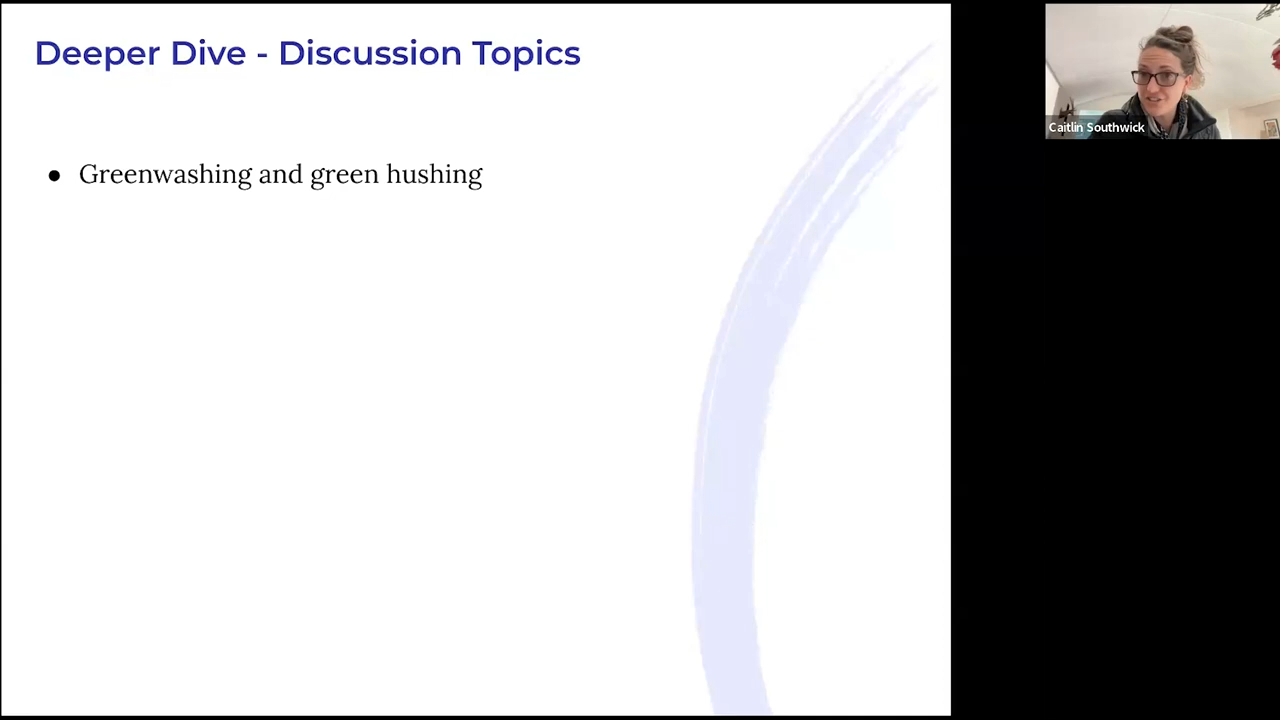 Deeper Dive - Discussion Topics
● Greenwashing and green hushing
Caitlin Southwick